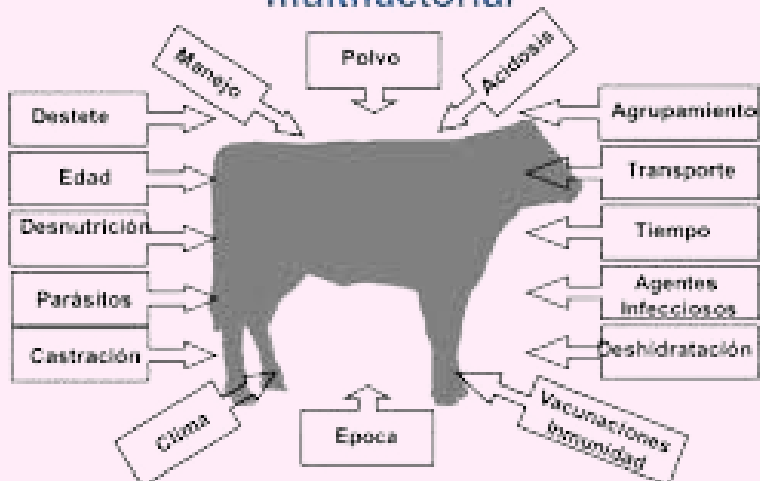 multifactorial
Manejo
Polvo
Acidosis
Destete
Agrupamiento
Edad
Transporte
Desnutrición
Tiempo
Parásitos
Agentes
Infecciosos
Castración
Deshidratación
Clima
Epoca
Vacunaciones
Inmunidad